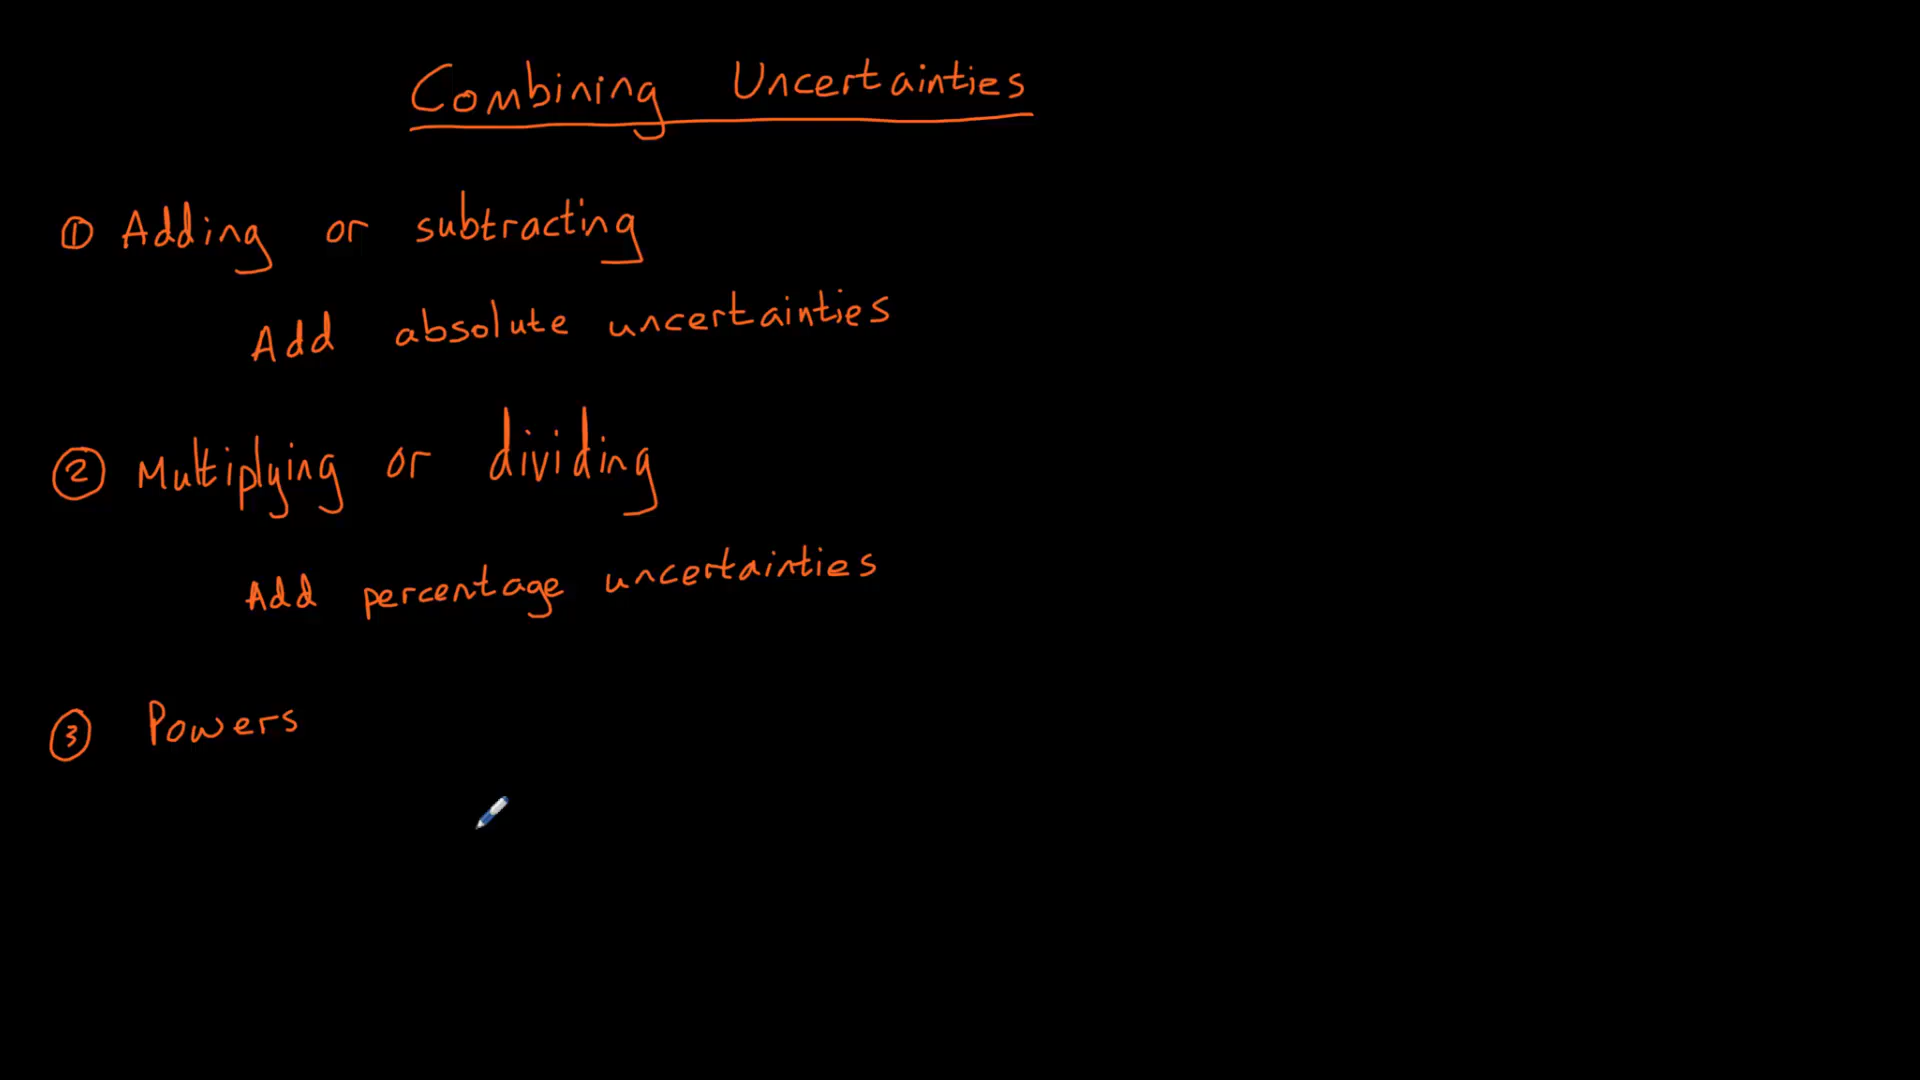 Combining Uncertainties
① Adding or subtracting
Add absolute uncertainties
② Multiplying or dividing
Add percentage uncertainties
③ Powers